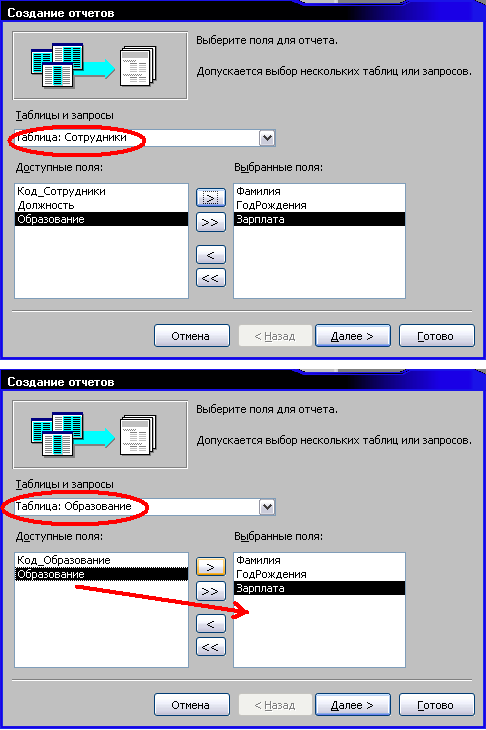 Создание отчетов
Выберите поля для отчета.
Допускается выбор нескольких таблиц или запросов.
Таблицы и запросы
Таблица: Сотрудники
Доступные поля:
Выбранные поля:
Код_Сотрудники
Фамилия
>
Должность
ГодРождения
Образование
>>
Зарплата
<
<<
Отмена
< Назад
Далее >
Готово
Создание отчетов
Выберите поля для отчета.
Допускается выбор нескольких таблиц или запросов.
Таблицы и запросы
Таблица: Образование
Доступные поля:
Выбранные поля:
Код_Образование
Фамилия
>
Образование
ГодРождения
>>
Зарплата
<
<<
Отмена
< Назад
Далее >
Готово